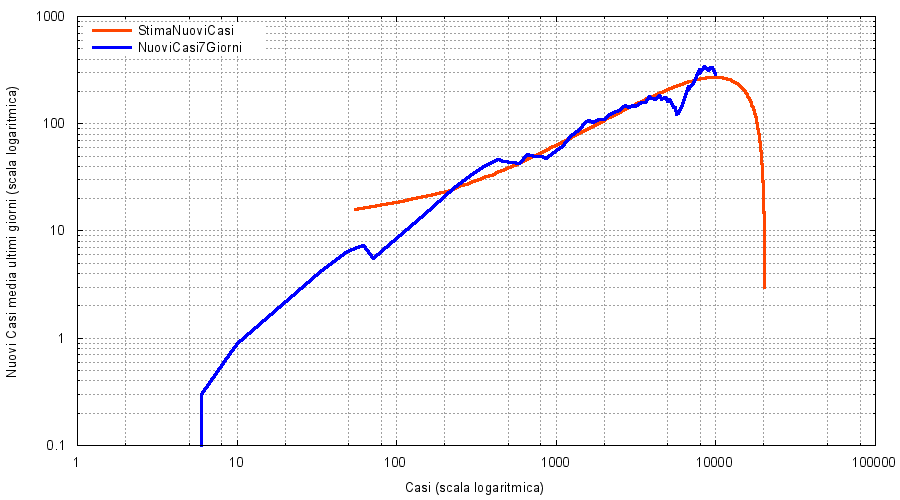 1000
StimaNuoviCasi
NuoviCasi7Giorni
100
10
1
0.1
Nuovi Casi media ultimi giorni (scala logaritmica)
1 10 100 1000 10000 100000
Casi (scala logaritmica)